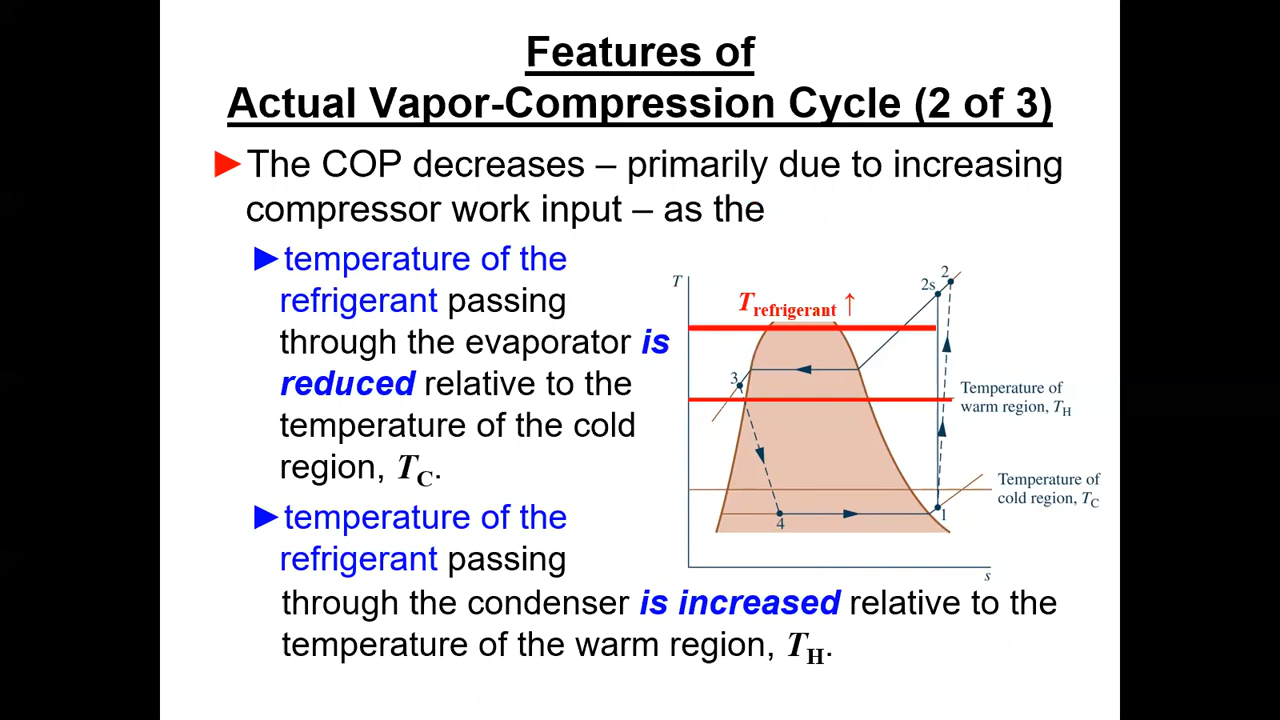 Features of
Actual Vapor-Compression Cycle (2 of 3)
►The COP decreases – primarily due to increasing
compressor work input – as the
►temperature of the
refrigerant passing
through the evaporator is
reduced relative to the
temperature of the cold
region, TC.
►temperature of the
refrigerant passing
through the condenser is increased relative to the
temperature of the warm region, TH.
T
Trefrigerant ↑
2s
2
3
Temperature of
warm region, TH
Temperature of
cold region, TC
4
1
s